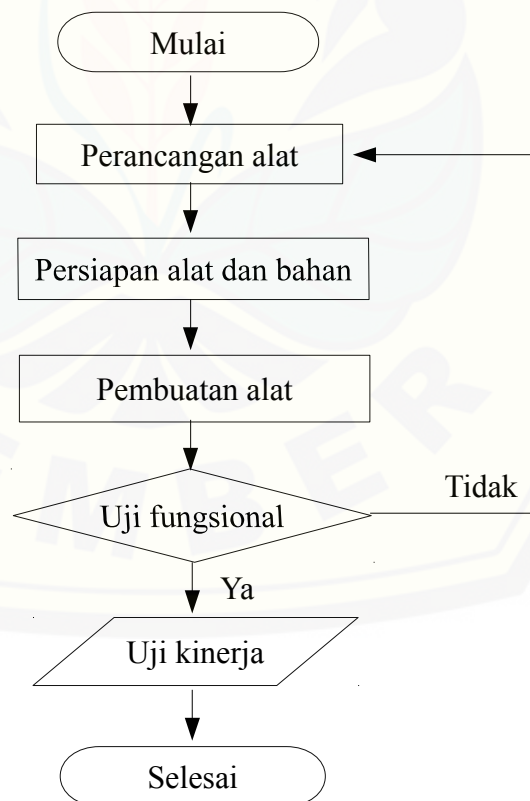 Mulai
Perancangan alat
Persiapan alat dan bahan
Pembuatan alat
Uji fungsional
Tidak
Ya
Uji kinerja
Selesai